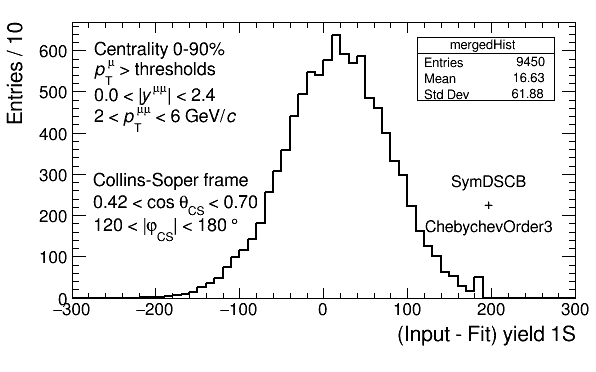 Entries / 10
600
500
400
300
200
100
0
Centrality 0-90%
p_T^μ > thresholds
0.0 < |y^μμ| < 2.4
2 < p_T^μμ < 6 GeV/c
Collins-Soper frame
0.42 < cos θ_CS < 0.70
120 < |φ_CS| < 180 °
mergedHist
Entries 9450
Mean 16.63
Std Dev 61.88
SymDSCB
+
ChebychevOrder3
−300 −200 −100 0 100 200 300
(Input - Fit) yield 1S